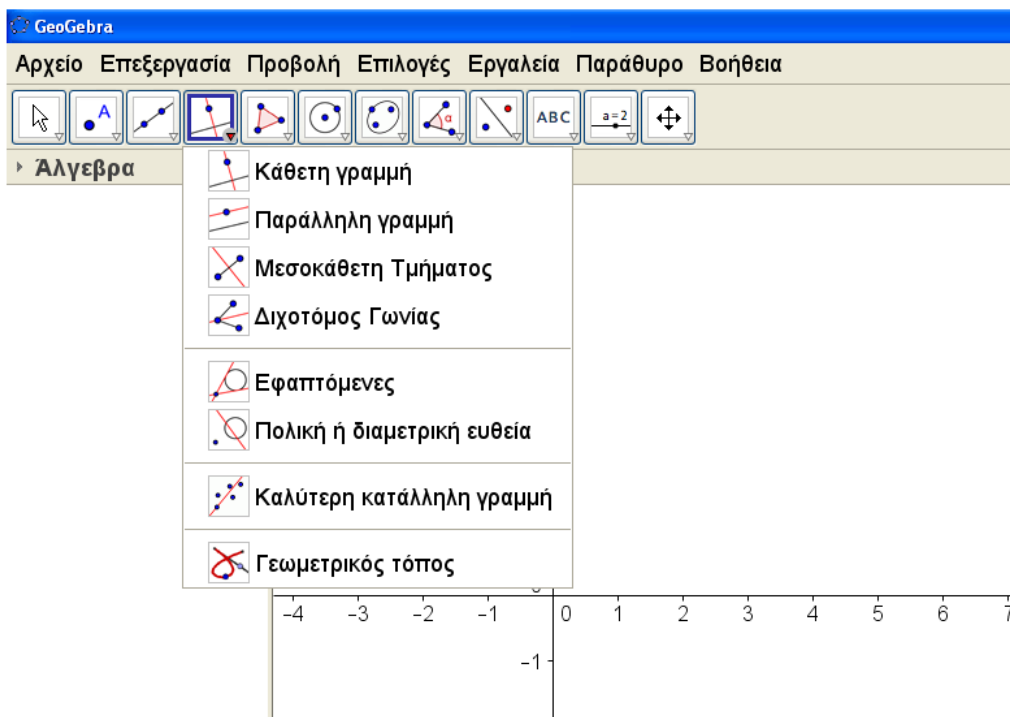 GeoGebra
Αρχείο Επεξεργασία Προβολή Επιλογές Εργαλεία Παράθυρο Βοήθεια
A α ABC a=2
Άλγεβρα
Κάθετη γραμμή
Παράλληλη γραμμή
Μεσοκάθετη Τμήματος
Διχοτόμος Γωνίας
Εφαπτόμενες
Πολική ή διαμετρική ευθεία
Καλύτερη κατάλληλη γραμμή
Γεωμετρικός τόπος
−4 −3 −2 −1 0 1 2 3 4 5 6 7
−1